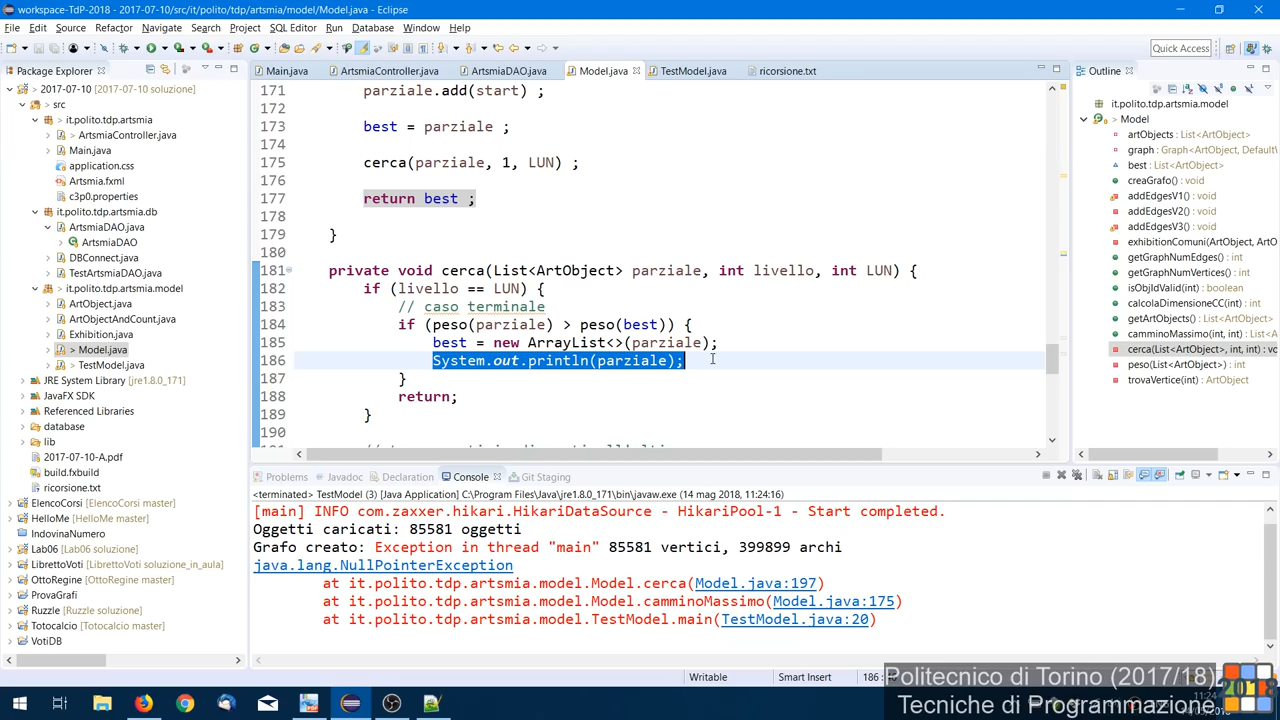 workspace-TdP-2018 - 2017-07-10/src/it/polito/tdp/artsmia/model/Model.java - Eclipse
File Edit Source Refactor Navigate Search Project SQL Editor Run Database Window Help
Quick Access
Package Explorer
Main.java ArtsmiaController.java ArtsmiaDAO.java Model.java TestModel.java ricorsione.txt
Outline
2017-07-10 [2017-07-10 soluzione]
src
it.polito.tdp.artsmia
ArtsmiaController.java
Main.java
application.css
Artsmia.fxml
c3p0.properties
it.polito.tdp.artsmia.db
ArtsmiaDAO.java
ArtsmiaDAO
DBConnect.java
TestArtsmiaDAO.java
it.polito.tdp.artsmia.model
ArtObject.java
ArtObjectAndCount.java
Exhibition.java
> Model.java
TestModel.java
JRE System Library [jre1.8.0_171]
JavaFX SDK
Referenced Libraries
database
lib
2017-07-10-A.pdf
build.fxbuild
ricorsione.txt
ElencoCorsi [ElencoCorsi master]
HelloMe [HelloMe master]
IndovinaNumero
Lab06 [Lab06 soluzione]
LibrettoVoti [LibrettoVoti soluzione_in_aula]
OttoRegine [OttoRegine master]
ProvaGrafi
Ruzzle [Ruzzle soluzione]
Totocalcio [Totocalcio master]
VotiDB
171 parziale.add(start) ;
172
173 best = parziale ;
174
175 cerca(parziale, 1, LUN) ;
176
177 return best ;
178
179 }
180
181 private void cerca(List<ArtObject> parziale, int livello, int LUN) {
182 if (livello == LUN) {
183 // caso terminale
184 if (peso(parziale) > peso(best)) {
185 best = new ArrayList<>(parziale);
186 System.out.println(parziale);
187 }
188 return;
189 }
190
it.polito.tdp.artsmia.model
Model
artObjects : List<ArtObject>
graph : Graph<ArtObject, Default
best : List<ArtObject>
creaGrafo() : void
addEdgesV1() : void
addEdgesV2() : void
addEdgesV3() : void
exhibitionComuni(ArtObject, ArtO
getGraphNumEdges() : int
getGraphNumVertices() : int
isObjIdValid(int) : boolean
calcolaDimensioneCC(int) : int
getArtObjects() : List<ArtObject>
camminoMassimo(int, int) : List<A
cerca(List<ArtObject>, int, int) : vo
peso(List<ArtObject>) : int
trovaVertice(int) : ArtObject
Problems Javadoc Declaration Console Git Staging
<terminated> TestModel (3) [Java Application] C:\Program Files\Java\jre1.8.0_171\bin\javaw.exe (14 mag 2018, 11:24:16)
[main] INFO com.zaxxer.hikari.HikariDataSource - HikariPool-1 - Start completed.
Oggetti caricati: 85581 oggetti
Grafo creato: Exception in thread "main" 85581 vertici, 399899 archi
java.lang.NullPointerException
at it.polito.tdp.artsmia.model.Model.cerca(Model.java:197)
at it.polito.tdp.artsmia.model.Model.camminoMassimo(Model.java:175)
at it.polito.tdp.artsmia.model.TestModel.main(TestModel.java:20)
Writable Smart Insert
Politecnico di Torino (2017/18)
Tecniche di Programmazione
2018